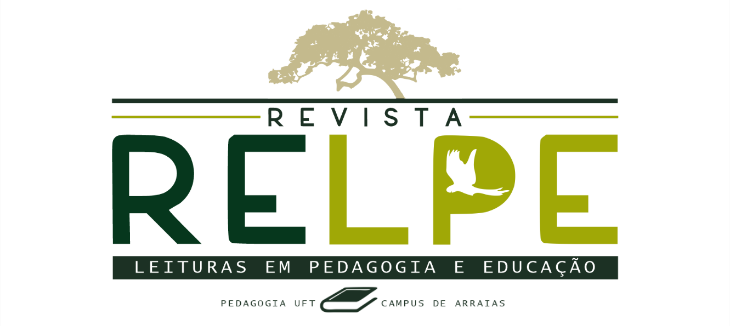 REVISTA
RELPE
LEITURAS EM PEDAGOGIA E EDUCAÇÃO
PEDAGOGIA UFT CAMPUS DE ARRAIAS